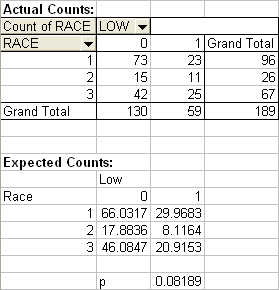 Actual Counts:
Count of RACE LOW
RACE 0 1 Grand Total
1 73 23 96
2 15 11 26
3 42 25 67
Grand Total 130 59 189
Expected Counts:
Low
Race 0 1
1 66.0317 29.9683
2 17.8836 8.1164
3 46.0847 20.9153
p 0.08189